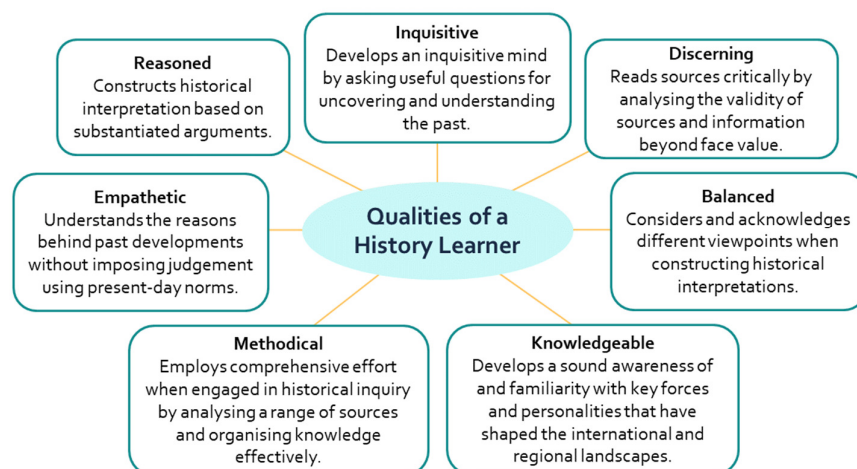 Inquisitive
Develops an inquisitive mind
by asking useful questions for
uncovering and understanding
the past.
Reasoned
Constructs historical
interpretation based on
substantiated arguments.
Discerning
Reads sources critically by
analysing the validity of
sources and information
beyond face value.
Empathetic
Understands the reasons
behind past developments
without imposing judgement
using present-day norms.
Qualities of a
History Learner
Balanced
Considers and acknowledges
different viewpoints when
constructing historical
interpretations.
Methodical
Employs comprehensive effort
when engaged in historical inquiry
by analysing a range of sources
and organising knowledge
effectively.
Knowledgeable
Develops a sound awareness of
and familiarity with key forces
and personalities that have
shaped the international and
regional landscapes.